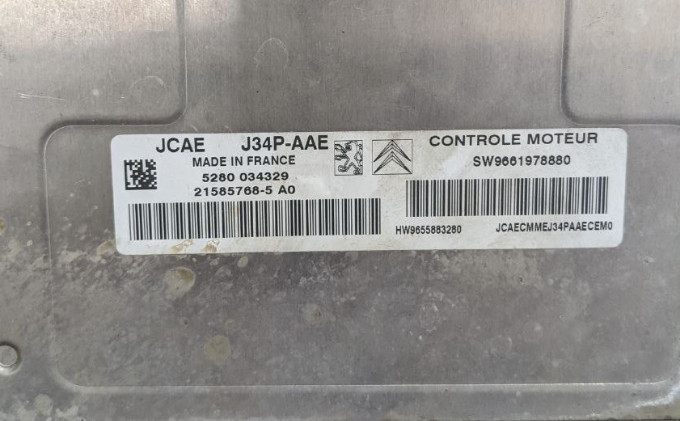 JCAE J34P-AAE
MADE IN FRANCE
5280 034329
21585768-5 A0
CONTROLE MOTEUR
SW9661978880
HW9655883280 JCAECMMEJ34PAAECEM0